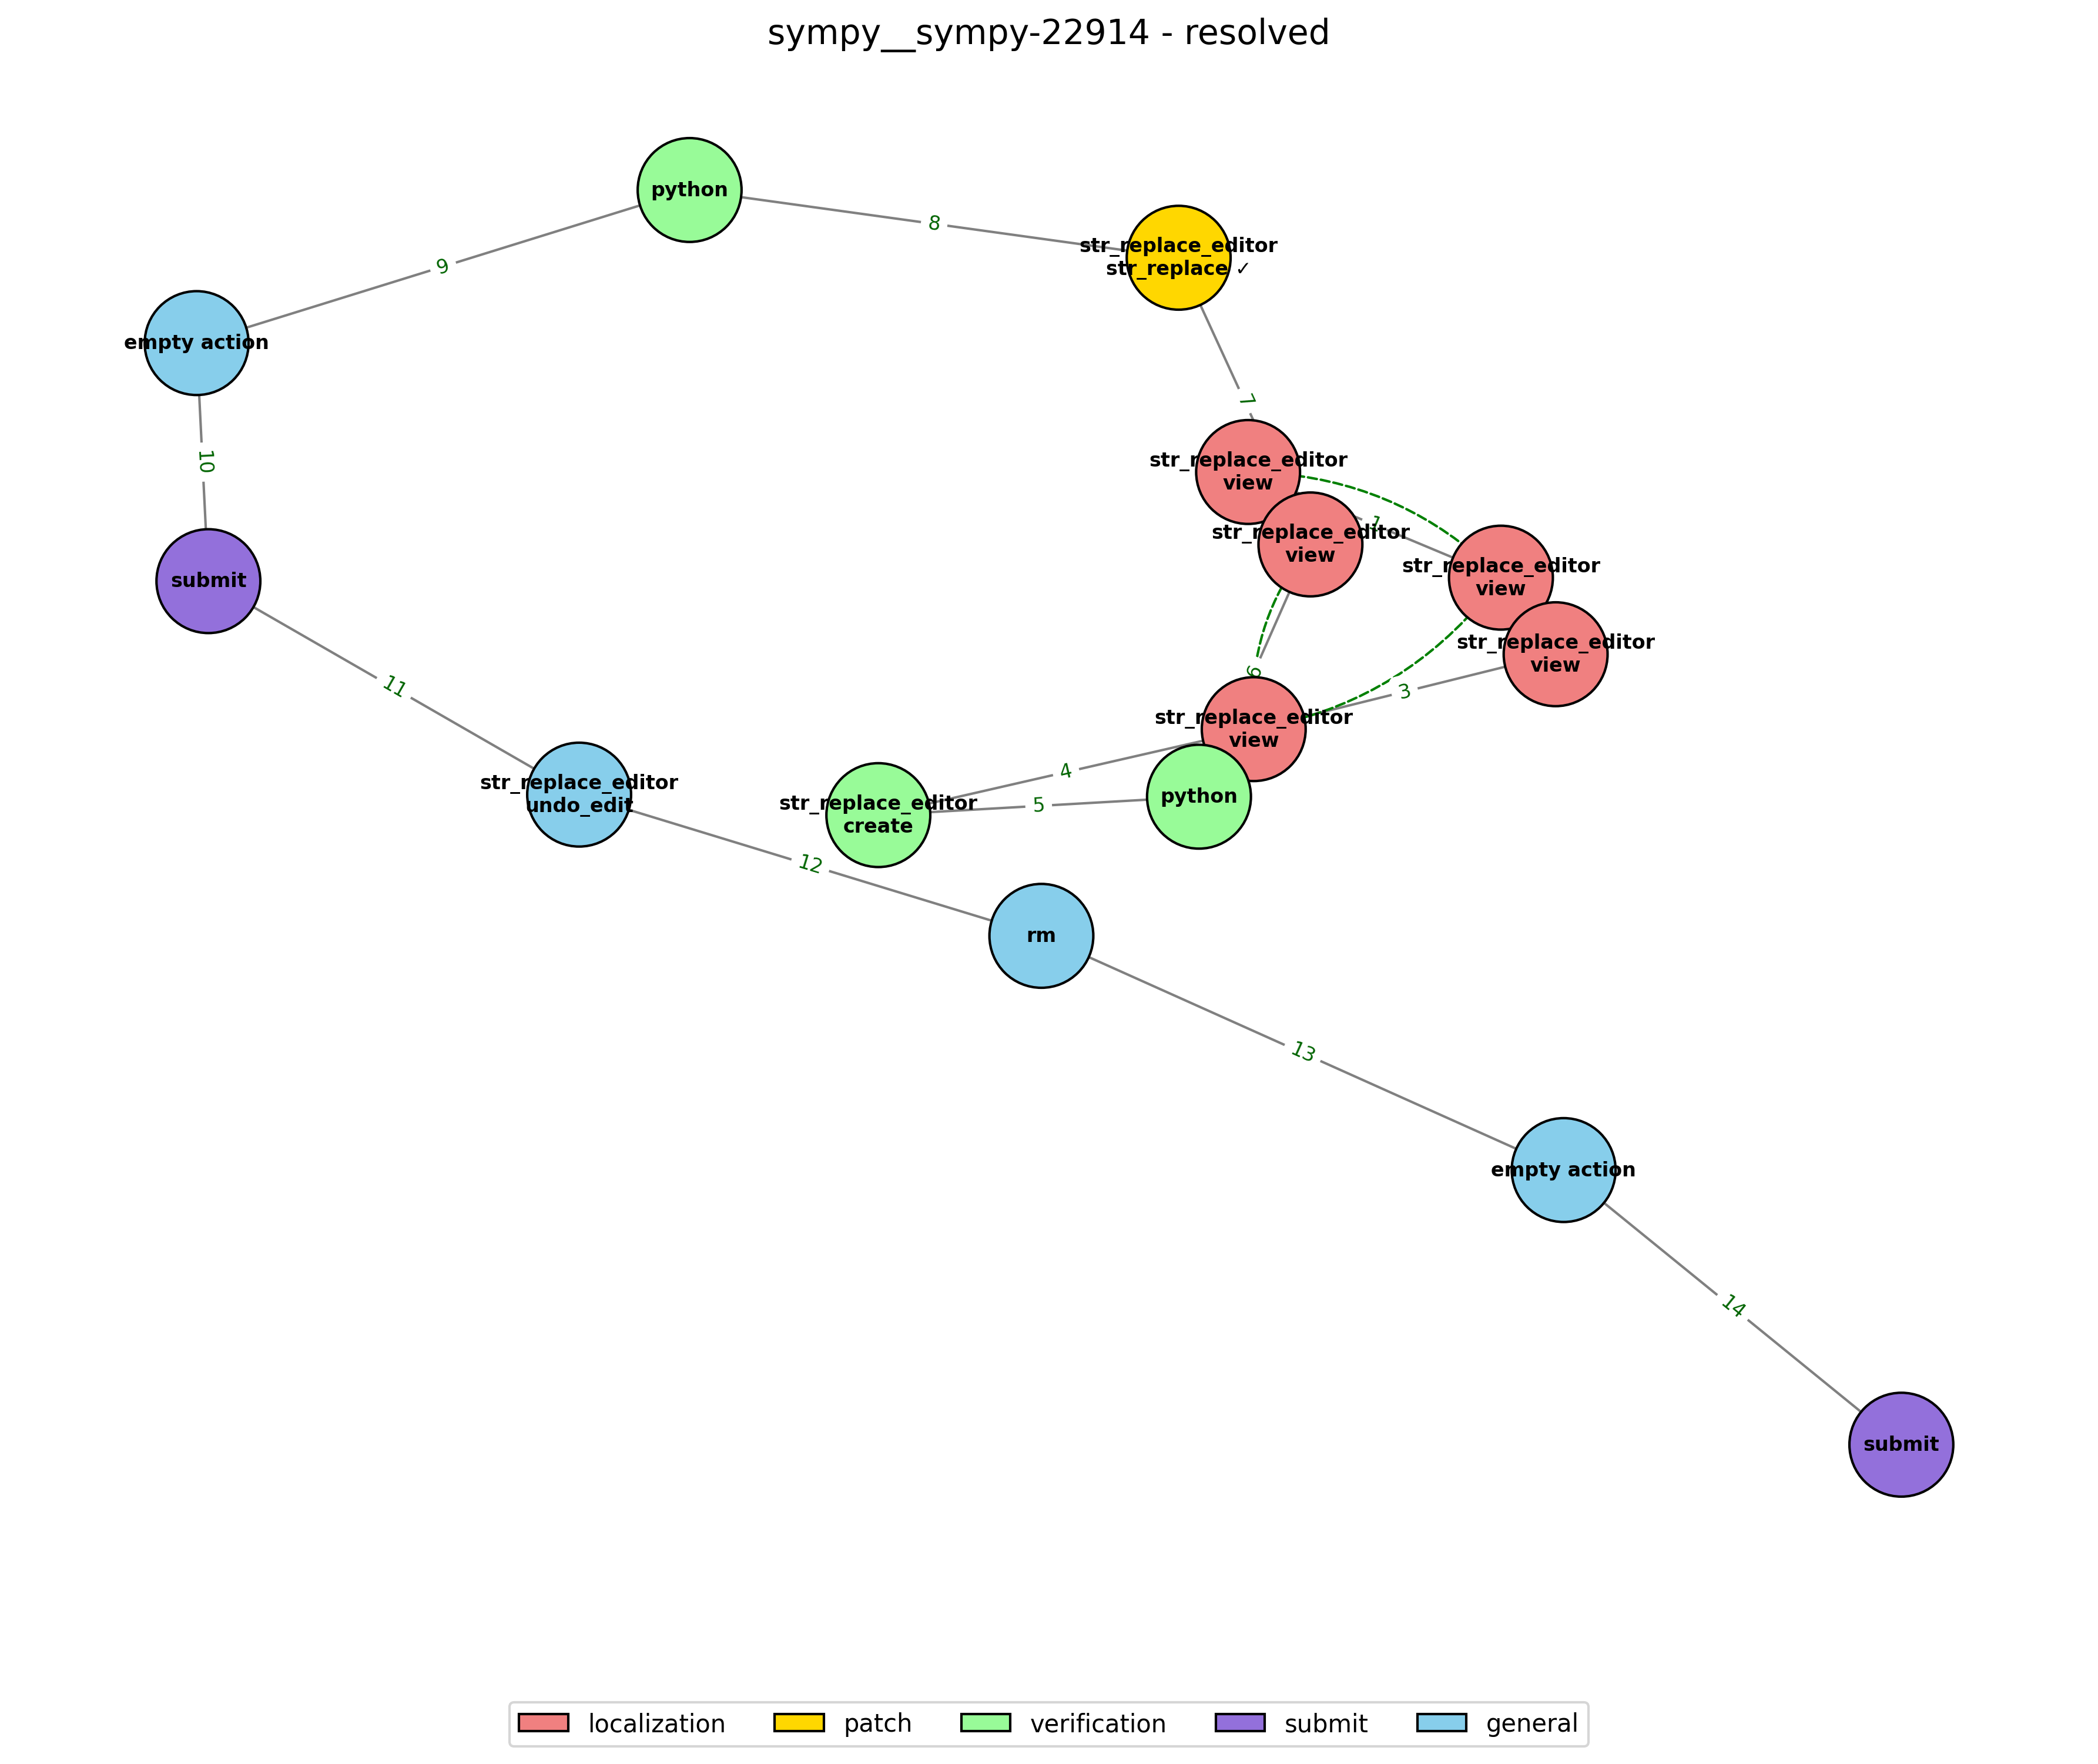 sympy__sympy-22914 - resolved
python
8
str_replace_editor
str_replace ✓
9
empty action
7
10
str_replace_editor
view
1
str_replace_editor
view
str_replace_editor
view
submit
str_replace_editor
view
6
3
11
str_replace_editor
view
4
python
5
str_replace_editor
undo_edit
str_replace_editor
create
12
rm
13
empty action
14
submit
localization
patch
verification
submit
general